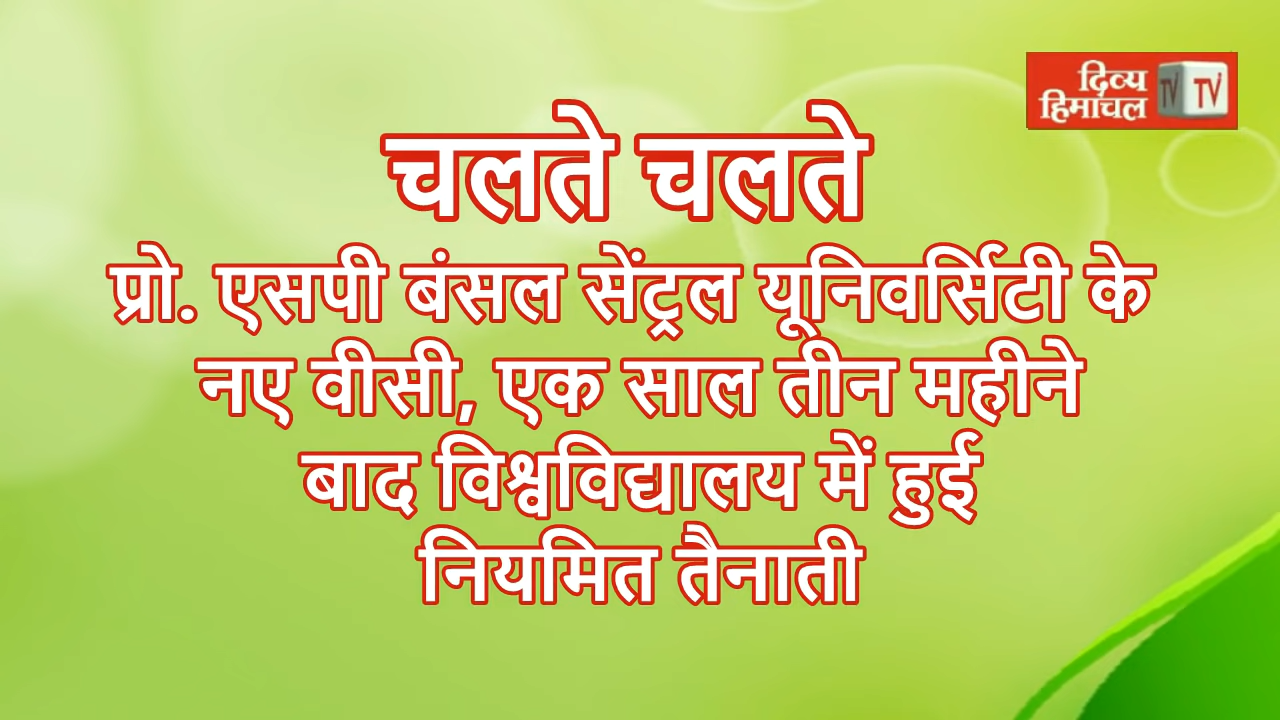 दिव्य
हिमाचल
TV TV
चलते चलते
प्रो. एसपी बंसल सेंट्रल यूनिवर्सिटी के
नए वीसी, एक साल तीन महीने
बाद विश्वविद्यालय में हुई
नियमित तैनाती